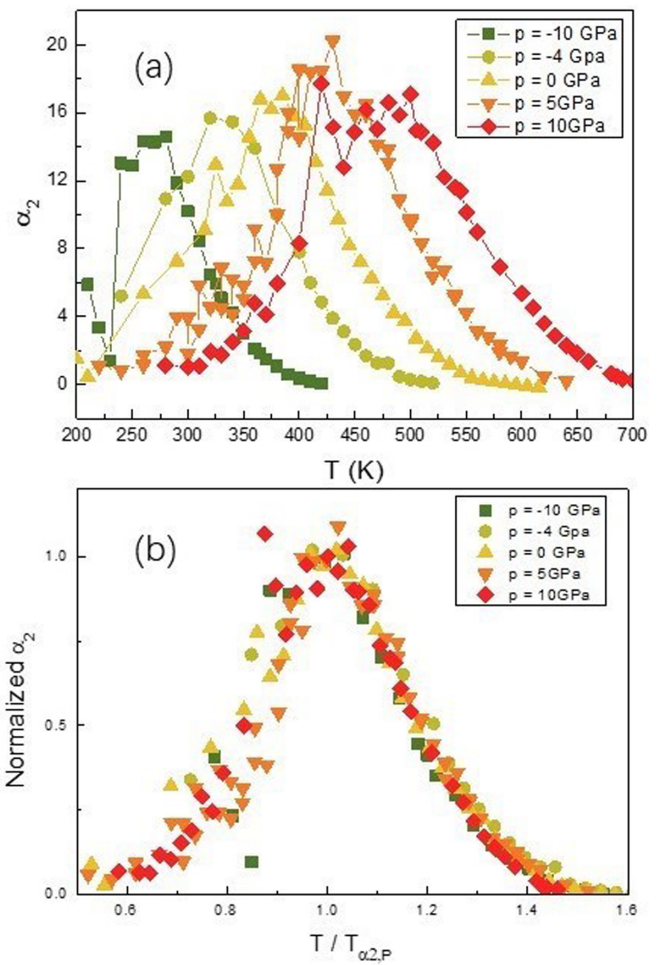 (a)
p = -10 GPa
p = -4 Gpa
p = 0 GPa
p = 5GPa
p = 10GPa
20
16
12
8
4
0
α2
200 250 300 350 400 450 500 550 600 650 700
T (K)
(b)
p = -10 GPa
p = -4 Gpa
p = 0 GPa
p = 5GPa
p = 10GPa
1.0
0.5
0.0
Normalized α2
0.6 0.8 1.0 1.2 1.4 1.6
T / Tα2,P